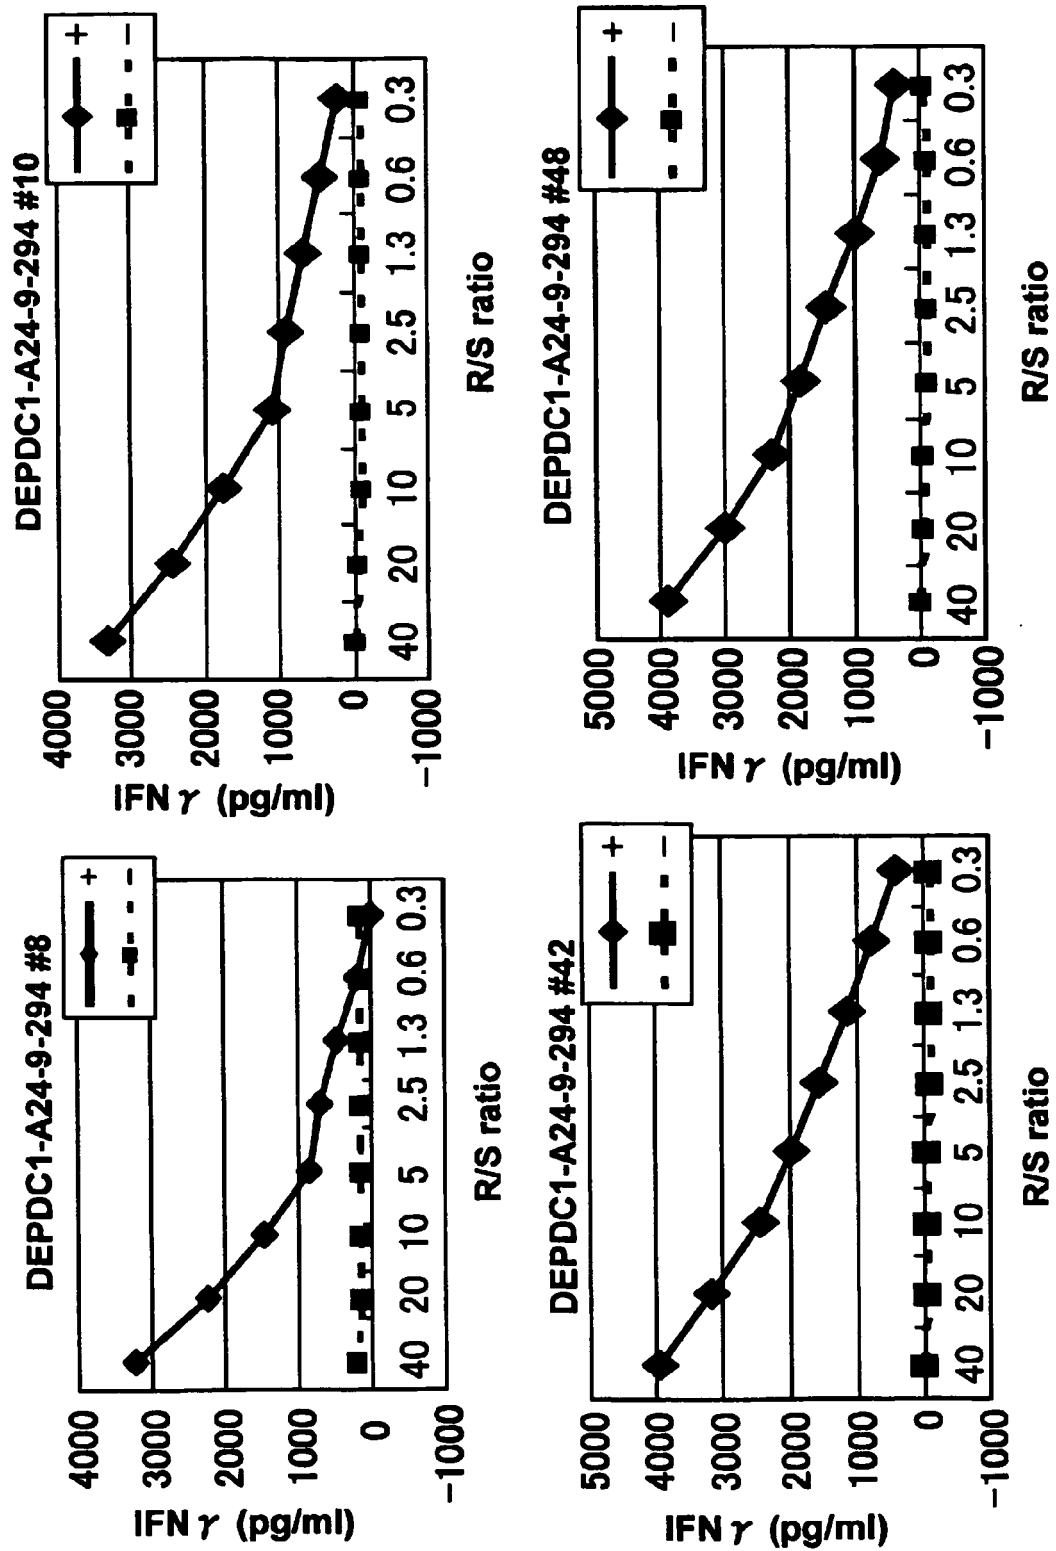 DEPDC1-A24-9-294 #8
+
−
4000
3000
2000
1000
0
−1000
IFN γ (pg/ml)
40 20 10 5 2.5 1.3 0.6 0.3
R/S ratio
DEPDC1-A24-9-294 #10
+
−
4000
3000
2000
1000
0
−1000
IFN γ (pg/ml)
40 20 10 5 2.5 1.3 0.6 0.3
R/S ratio
DEPDC1-A24-9-294 #42
+
−
5000
4000
3000
2000
1000
0
−1000
IFN γ (pg/ml)
40 20 10 5 2.5 1.3 0.6 0.3
R/S ratio
DEPDC1-A24-9-294 #48
+
−
5000
4000
3000
2000
1000
0
−1000
IFN γ (pg/ml)
40 20 10 5 2.5 1.3 0.6 0.3
R/S ratio